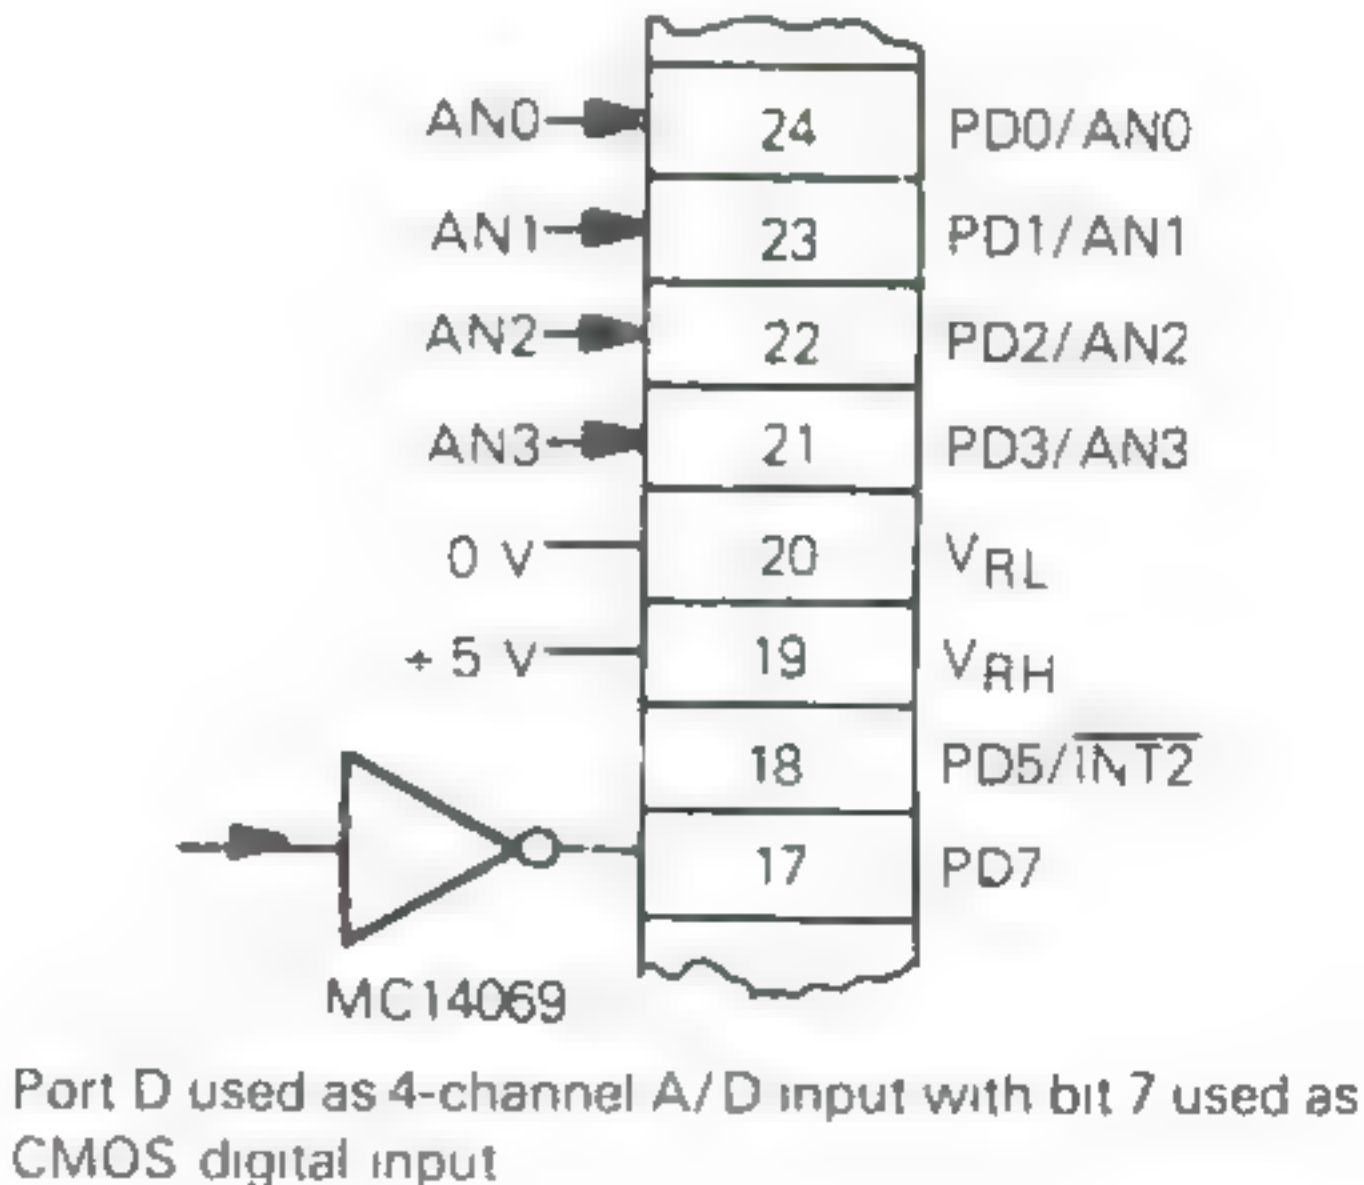 AN0 24 PD0/AN0
AN1 23 PD1/AN1
AN2 22 PD2/AN2
AN3 21 PD3/AN3
0 V 20 VRL
+5 V 19 VRH
18 PD5/INT2
17 PD7
MC14069
Port D used as 4-channel A/D input with bit 7 used as
CMOS digital input